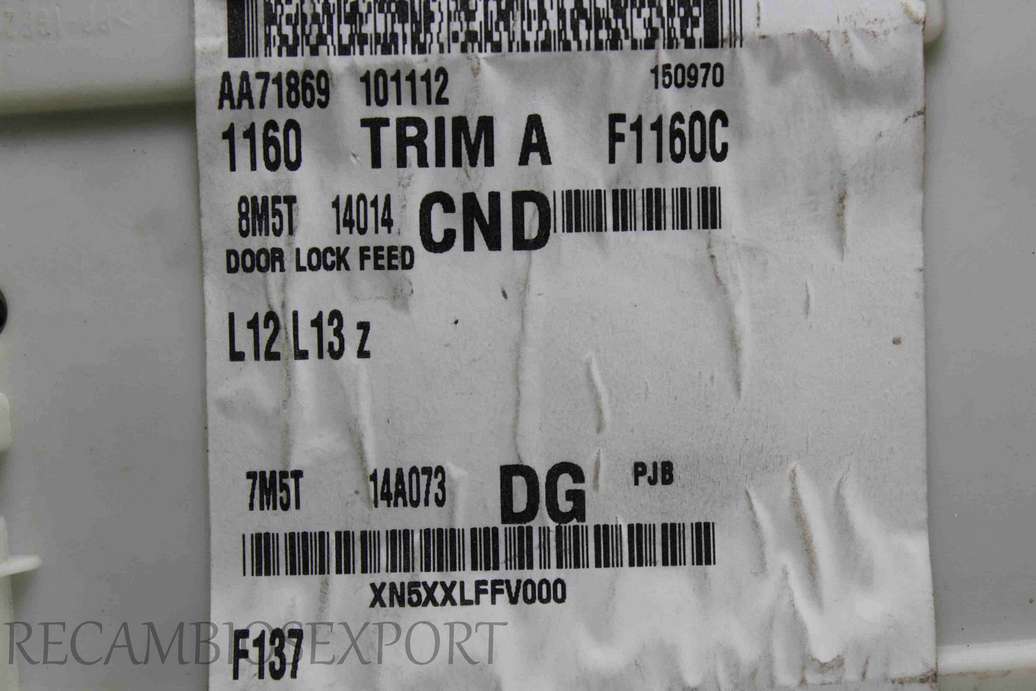 AA71869 101112 150970
1160 TRIM A F1160C
8M5T 14014 CND
DOOR LOCK FEED
L12 L13 z
7M5T 14A073 DG PJB
XN5XXLFFV000
RECAMBIOSEXPORT
F137